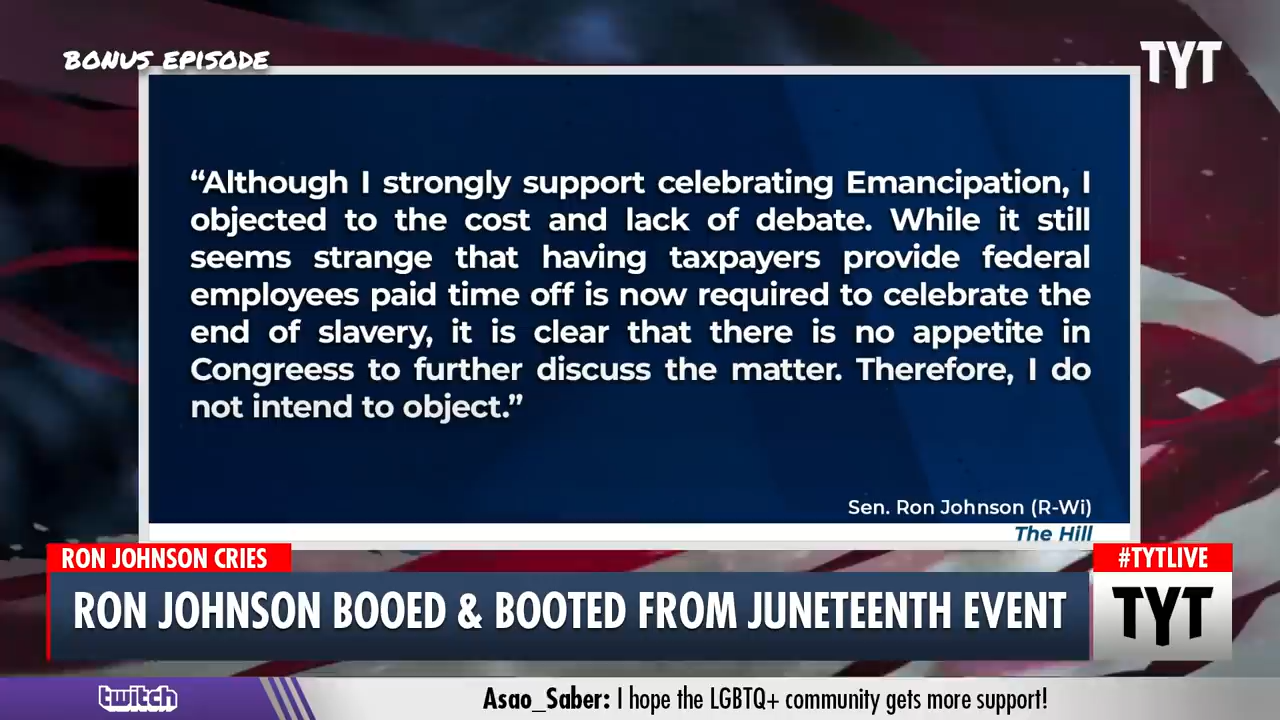 BONUS EPISODE
TYT
“Although I strongly support celebrating Emancipation, I
objected to the cost and lack of debate. While it still
seems strange that having taxpayers provide federal
employees paid time off is now required to celebrate the
end of slavery, it is clear that there is no appetite in
Congreess to further discuss the matter. Therefore, I do
not intend to object.”
Sen. Ron Johnson (R-Wi)
The Hill
RON JOHNSON CRIES
#TYTLIVE
RON JOHNSON BOOED & BOOTED FROM JUNETEENTH EVENT
TYT
twitch
Asao_Saber: I hope the LGBTQ+ community gets more support!